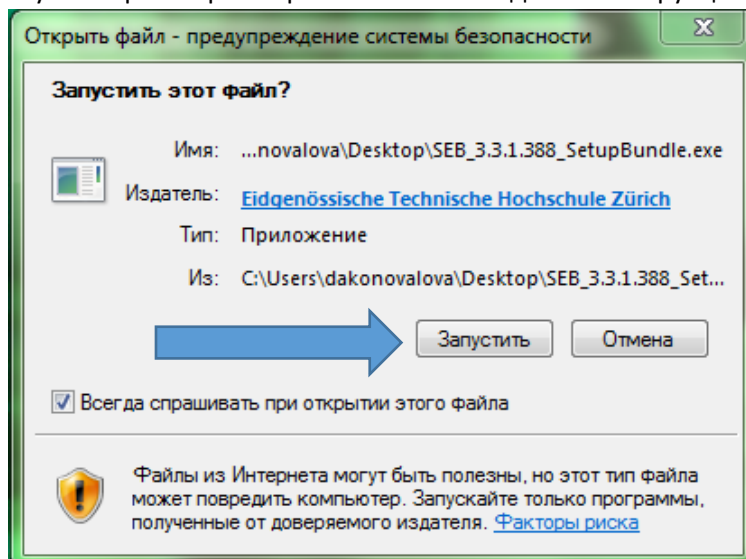 Открыть файл - предупреждение системы безопасности
Запустить этот файл?
Имя: ...novalova\Desktop\SEB_3.3.1.388_SetupBundle.exe
Издатель: Eidgenössische Technische Hochschule Zürich
Тип: Приложение
Из: C:\Users\dakonovalova\Desktop\SEB_3.3.1.388_Set...
Запустить Отмена
Всегда спрашивать при открытии этого файла
Файлы из Интернета могут быть полезны, но этот тип файла
может повредить компьютер. Запускайте только программы,
полученные от доверяемого издателя. Факторы риска